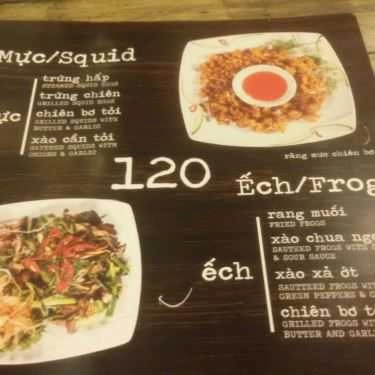 Mực/Squid
trứng hấp
STEAMED SQUID EGGS
trứng chiên
GRILLED SQUID EGGS
ực
chiên bơ tỏi
GRILLED SQUIDS WITH
BUTTER & GARLIC
xào cần tỏi
SAUTEED SQUIDS WITH
ONIONS & GARLIC
răng mực chiên bơ
120
Ếch/Frog
ếch
rang muối
FRIED FROGS
xào chua ngọ
SAUTEED FROGS WITH
& SOUR SAUCE
xào xả ớt
SAUTEED FROGS WITH
GREEN PEPPERS & C
chiên bơ tỏ
GRILLED FROGS WITH
BUTTER AND GARL